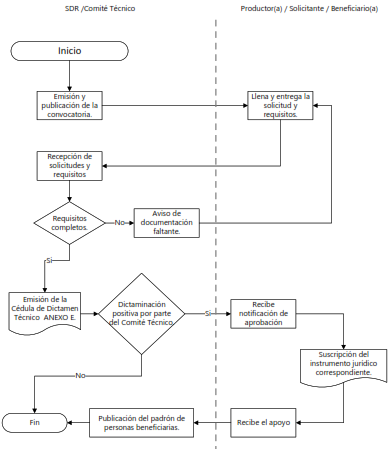 SDR /Comité Técnico
Productor(a) / Solicitante / Beneficiario(a)
Inicio
Emisión y
publicación de la
convocatoria.
Llena y entrega la
solicitud y
requisitos.
Recepción de
solicitudes y
requisitos
Requisitos
completos.
No
Aviso de
documentación
faltante.
Si
Emisión de la
Cédula de Dictamen
Técnico ANEXO E.
Dictaminación
positiva por parte
del Comité Técnico.
Si
Recibe
notificación de
aprobación
Suscripción del
instrumento jurídico
correspondiente.
No
Fin
Publicación del padrón de
personas beneficiarias.
Recibe el apoyo